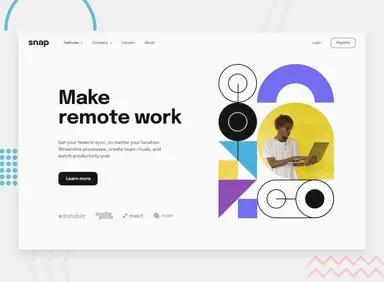 snap
Features
Company
Careers
About
Login
Register
Make
remote work
Get your team in sync, no matter your location.
Streamline processes, create team rituals, and
watch productivity soar.
Learn more
databiz
audiophile
meet
maker